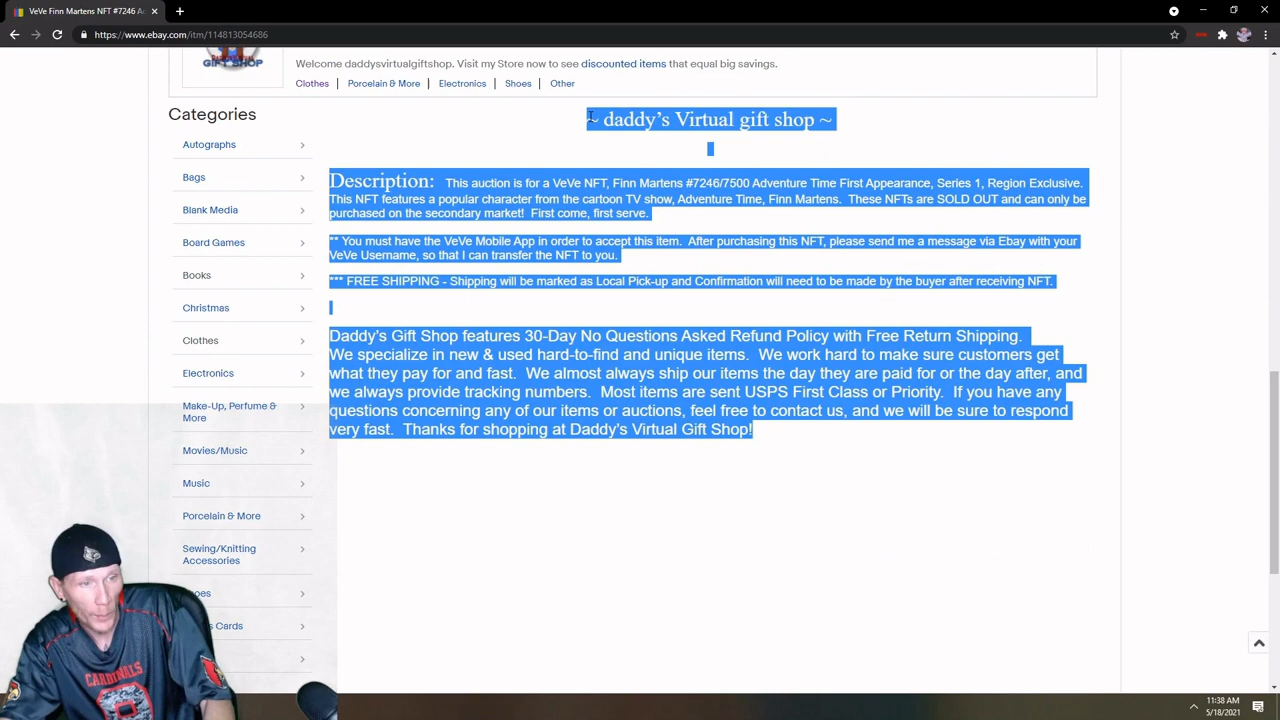 VeVe Finn Martens NFT #7246 Ad
https://www.ebay.com/itm/114813054686
GIFT SHOP
Welcome daddysvirtualgiftshop. Visit my Store now to see discounted items that equal big savings.
Clothes | Porcelain & More | Electronics | Shoes | Other
Categories
Autographs
Bags
Blank Media
Board Games
Books
Christmas
Clothes
Electronics
Make-Up, Perfume &
More
Movies/Music
Music
Porcelain & More
Sewing/Knitting
Accessories
Cards
~ daddy’s Virtual gift shop ~
Description: This auction is for a VeVe NFT, Finn Martens #7246/7500 Adventure Time First Appearance, Series 1, Region Exclusive.
This NFT features a popular character from the cartoon TV show, Adventure Time, Finn Martens. These NFTs are SOLD OUT and can only be
purchased on the secondary market! First come, first serve.
** You must have the VeVe Mobile App in order to accept this item. After purchasing this NFT, please send me a message via Ebay with your
VeVe Username, so that I can transfer the NFT to you.
*** FREE SHIPPING - Shipping will be marked as Local Pick-up and Confirmation will need to be made by the buyer after receiving NFT.
Daddy’s Gift Shop features 30-Day No Questions Asked Refund Policy with Free Return Shipping.
We specialize in new & used hard-to-find and unique items. We work hard to make sure customers get
what they pay for and fast. We almost always ship our items the day they are paid for or the day after, and
we always provide tracking numbers. Most items are sent USPS First Class or Priority. If you have any
questions concerning any of our items or auctions, feel free to contact us, and we will be sure to respond
very fast. Thanks for shopping at Daddy’s Virtual Gift Shop!
CARDINALS
11:38 AM
5/18/2021